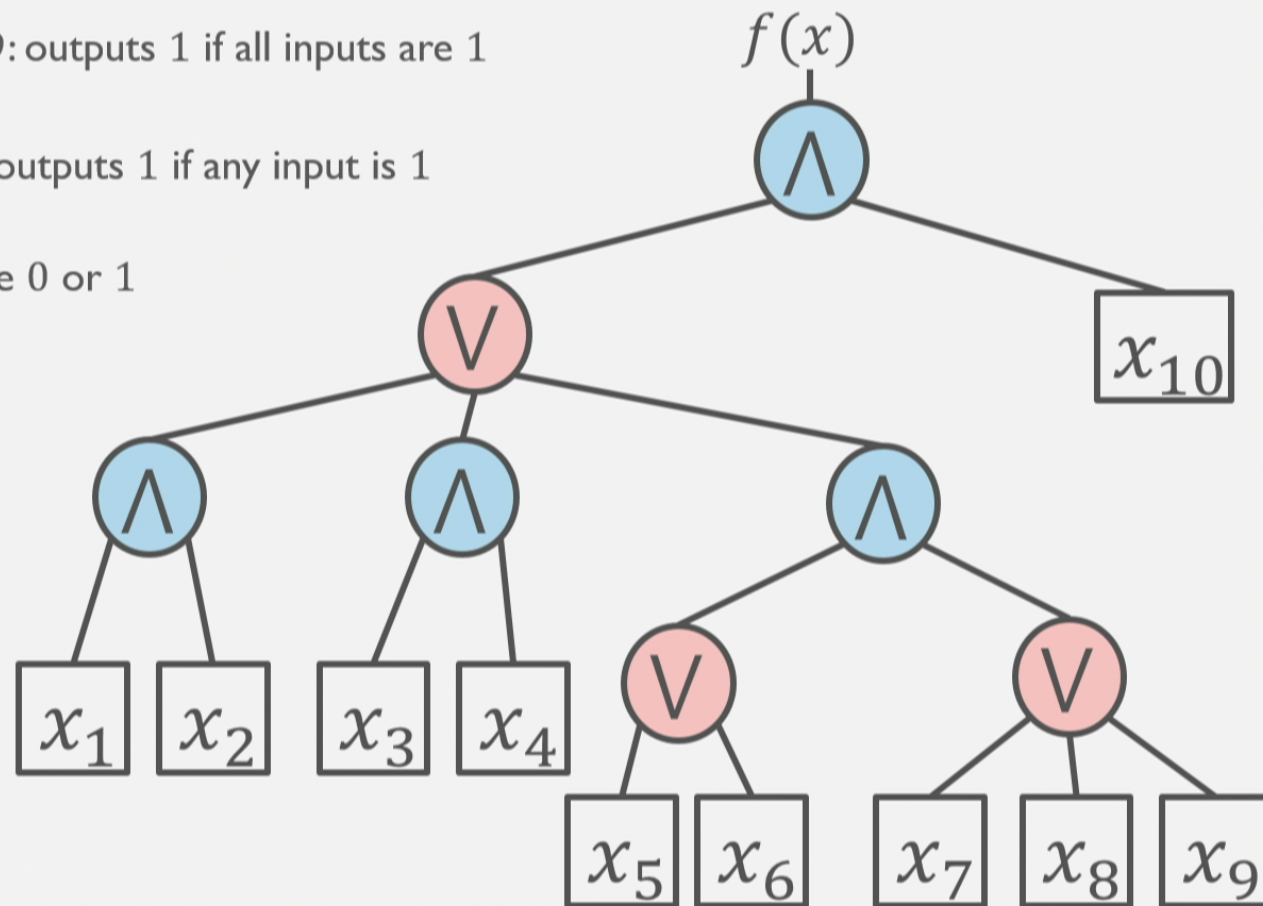 : outputs 1 if all inputs are 1
f(x)
outputs 1 if any input is 1
e 0 or 1
∧
∨
x₁₀
∧ ∧ ∧
∨ ∨
x₁ x₂ x₃ x₄
x₅ x₆ x₇ x₈ x₉